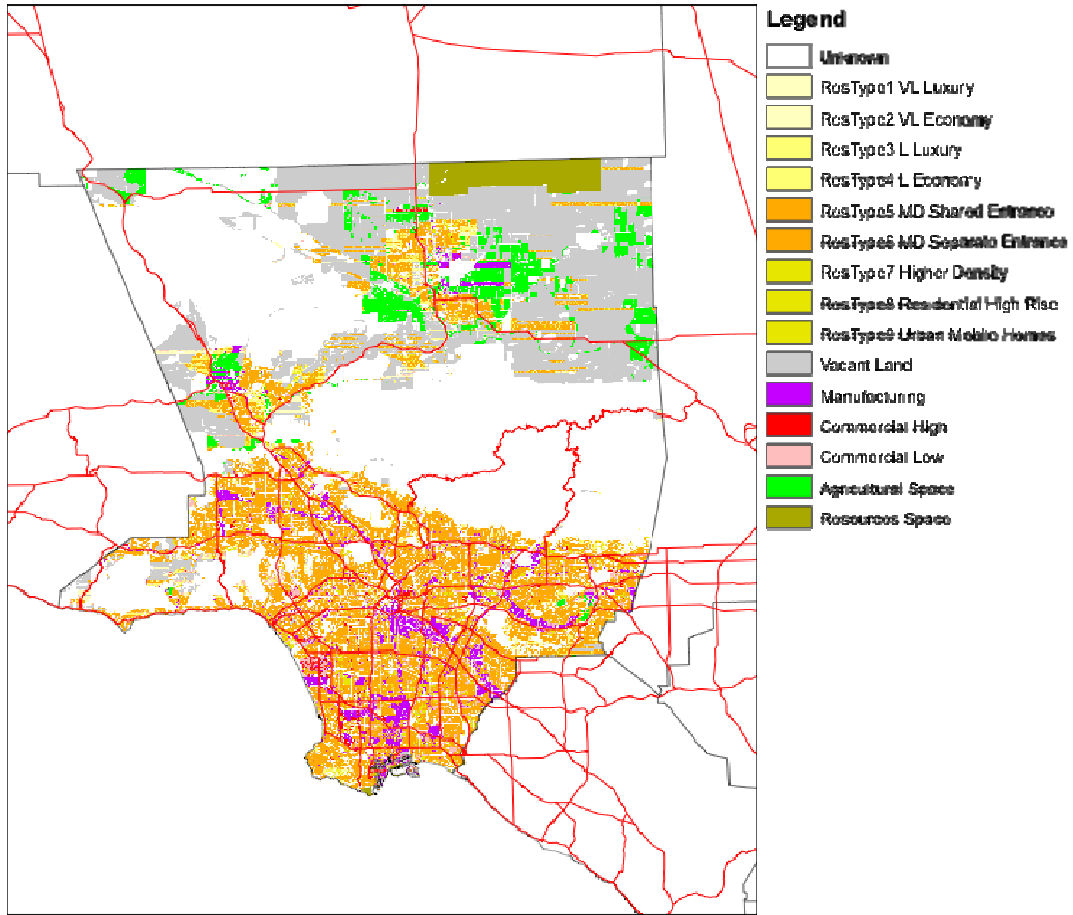 Legend
Unknown
ResType1 VL Luxury
ResType2 VL Economy
ResType3 L Luxury
ResType4 L Economy
ResType5 MD Shared Entrance
ResType6 MD Separate Entrance
ResType7 Higher Density
ResType8 Residential High Rise
ResType9 Urban Mobile Homes
Vacant Land
Manufacturing
Commercial High
Commercial Low
Agricultural Space
Resources Space